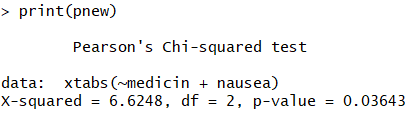 > print(pnew)
Pearson's Chi-squared test
data:  xtabs(~medicin + nausea)
X-squared = 6.6248, df = 2, p-value = 0.03643